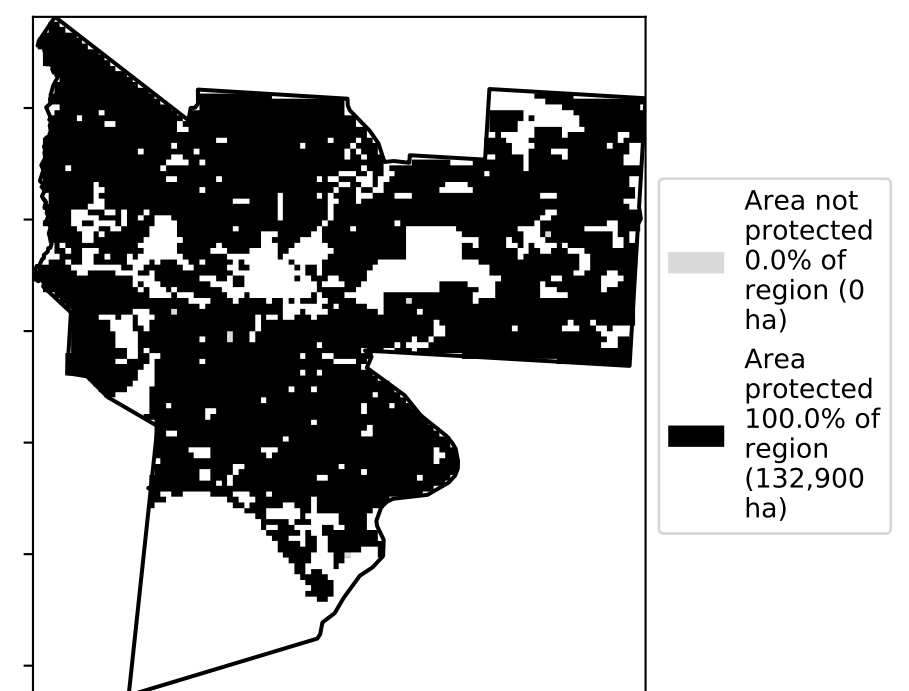 Area not
protected
0.0% of
region (0
ha)
Area
protected
100.0% of
region
(132,900
ha)